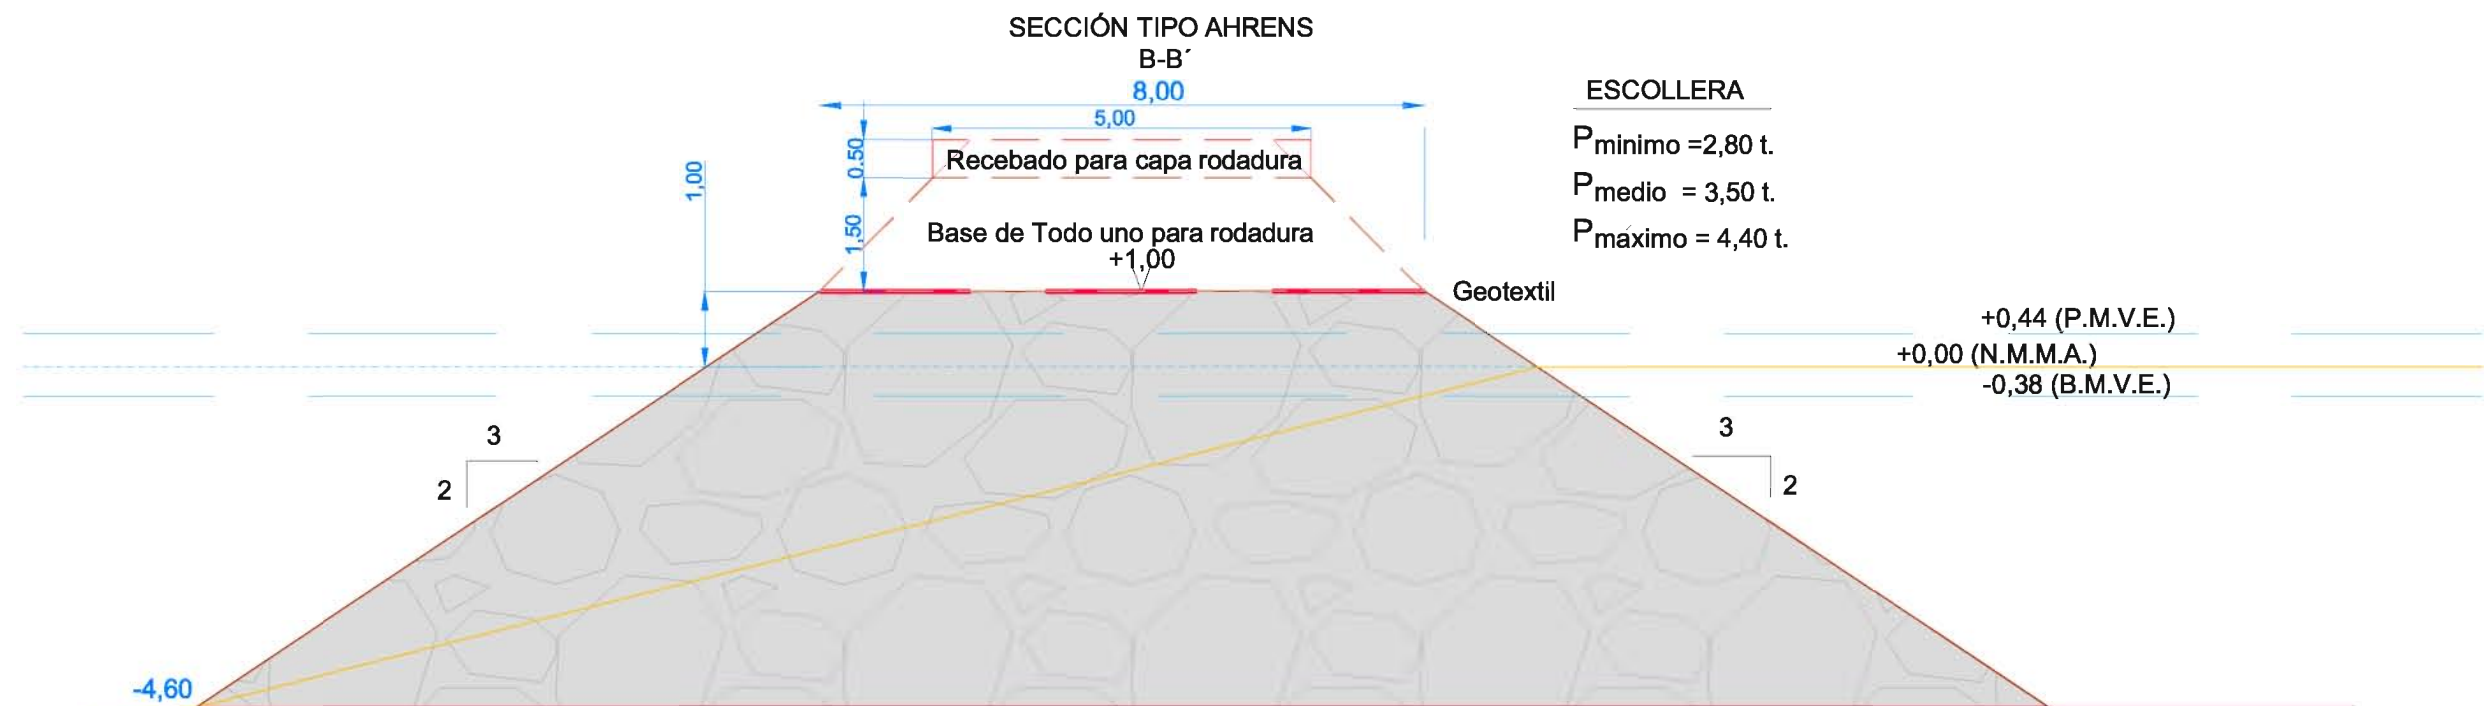 SECCIÓN TIPO AHRENS
B-B´
8,00
5,00
0.50
Recebado para capa rodadura
1,00
1,50
Base de Todo uno para rodadura
+1,00
Geotextil
ESCOLLERA
Pminimo =2,80 t.
Pmedio = 3,50 t.
Pmáximo = 4,40 t.
+0,44 (P.M.V.E.)
+0,00 (N.M.M.A.)
-0,38 (B.M.V.E.)
3
2
3
2
-4,60